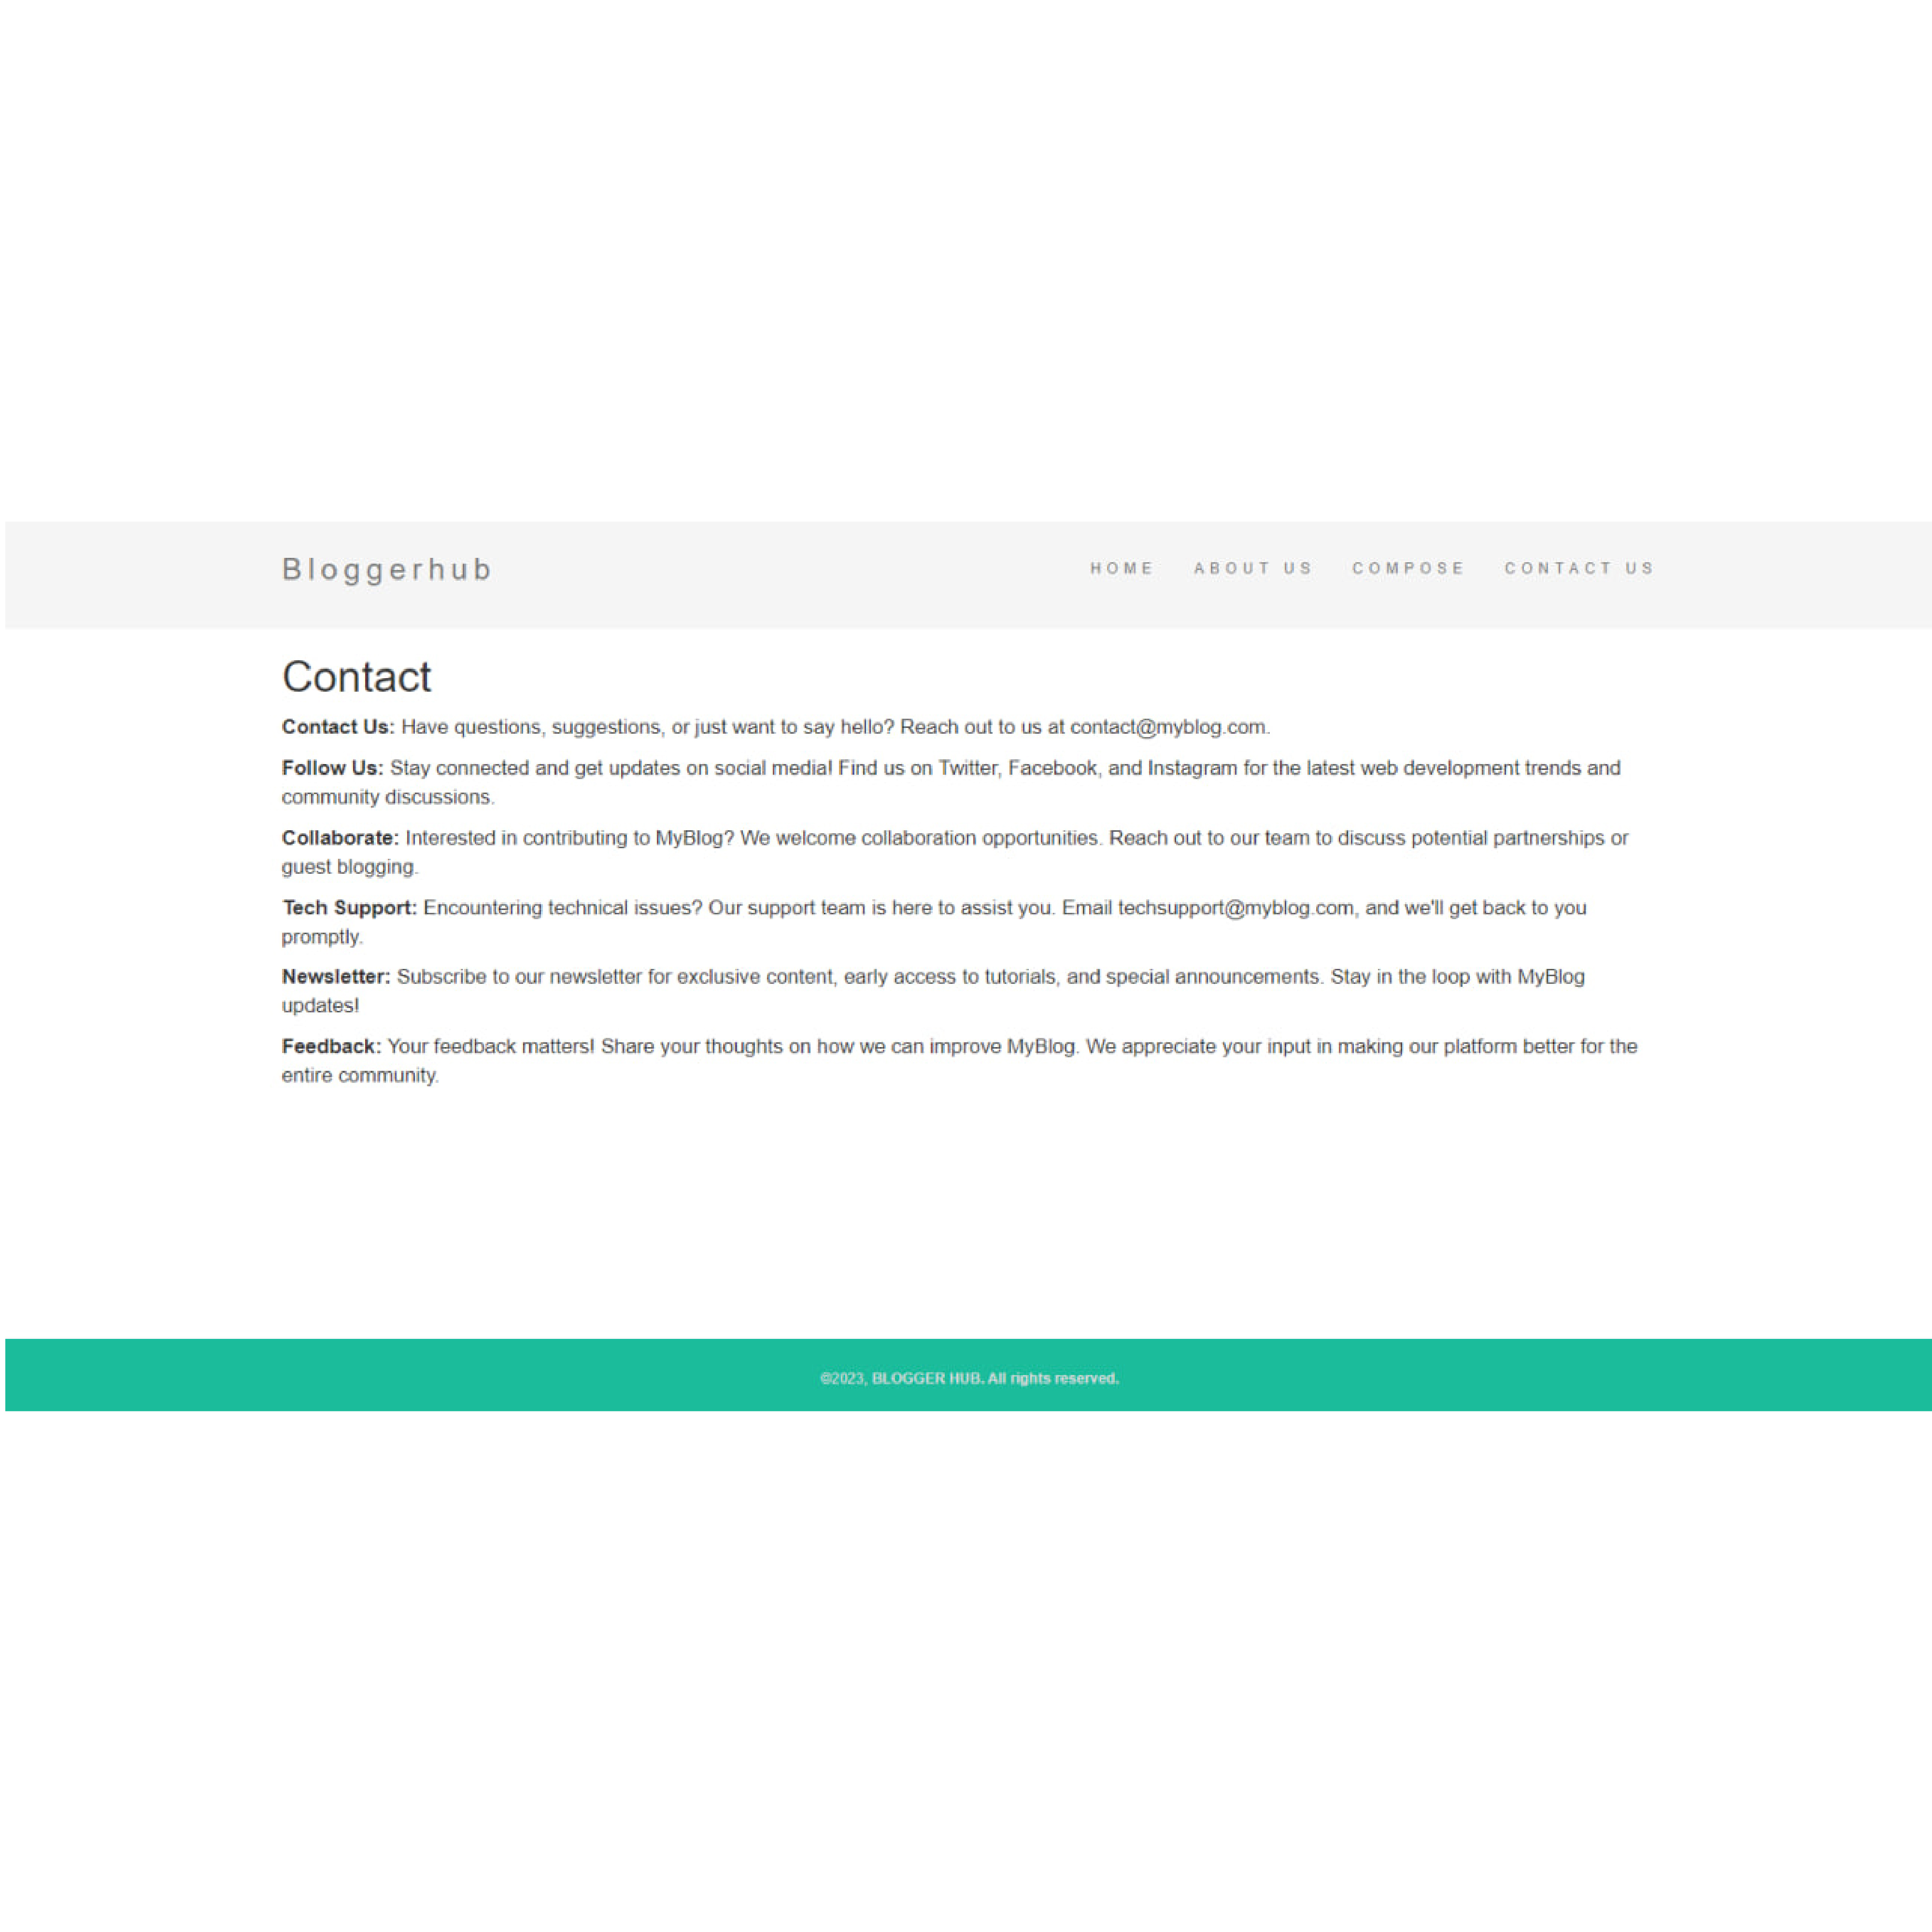 Bloggerhub
HOME ABOUT US COMPOSE CONTACT US
Contact
Contact Us: Have questions, suggestions, or just want to say hello? Reach out to us at contact@myblog.com.
Follow Us: Stay connected and get updates on social media! Find us on Twitter, Facebook, and Instagram for the latest web development trends and
community discussions.
Collaborate: Interested in contributing to MyBlog? We welcome collaboration opportunities. Reach out to our team to discuss potential partnerships or
guest blogging.
Tech Support: Encountering technical issues? Our support team is here to assist you. Email techsupport@myblog.com, and we'll get back to you
promptly.
Newsletter: Subscribe to our newsletter for exclusive content, early access to tutorials, and special announcements. Stay in the loop with MyBlog
updates!
Feedback: Your feedback matters! Share your thoughts on how we can improve MyBlog. We appreciate your input in making our platform better for the
entire community.
©2023, BLOGGER HUB. All rights reserved.